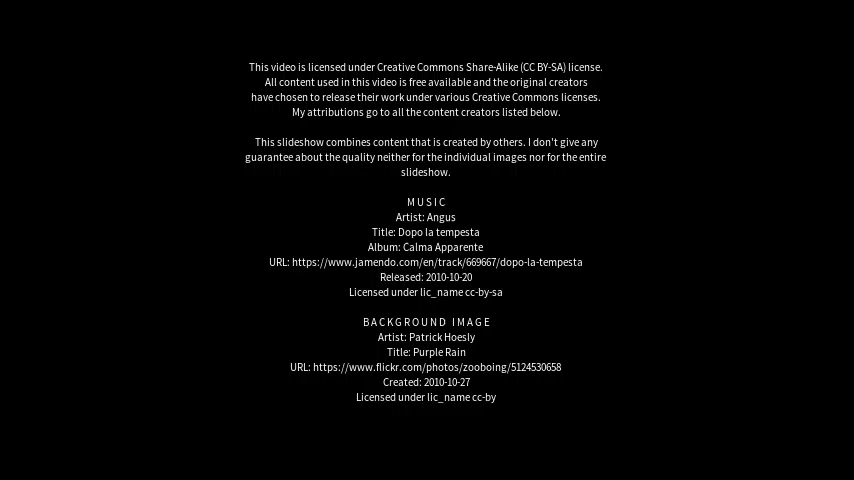 This video is licensed under Creative Commons Share-Alike (CC BY-SA) license.
All content used in this video is free available and the original creators
have chosen to release their work under various Creative Commons licenses.
My attributions go to all the content creators listed below.
This slideshow combines content that is created by others. I don't give any
guarantee about the quality neither for the individual images nor for the entire
slideshow.
MUSIC
Artist: Angus
Title: Dopo la tempesta
Album: Calma Apparente
URL: https://www.jamendo.com/en/track/669667/dopo-la-tempesta
Released: 2010-10-20
Licensed under lic_name cc-by-sa
BACKGROUND IMAGE
Artist: Patrick Hoesly
Title: Purple Rain
URL: https://www.flickr.com/photos/zooboing/5124530658
Created: 2010-10-27
Licensed under lic_name cc-by